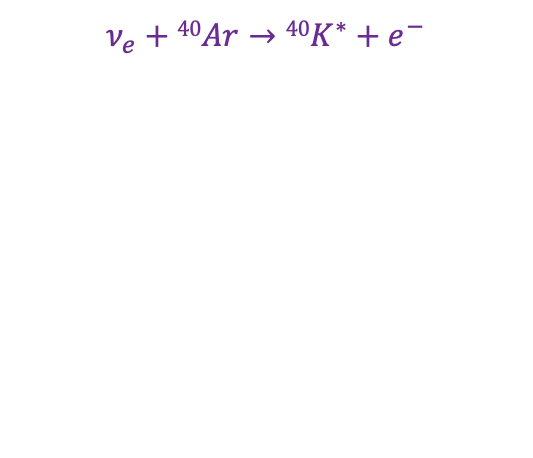 νₑ + ⁴⁰Ar → ⁴⁰K* + e⁻